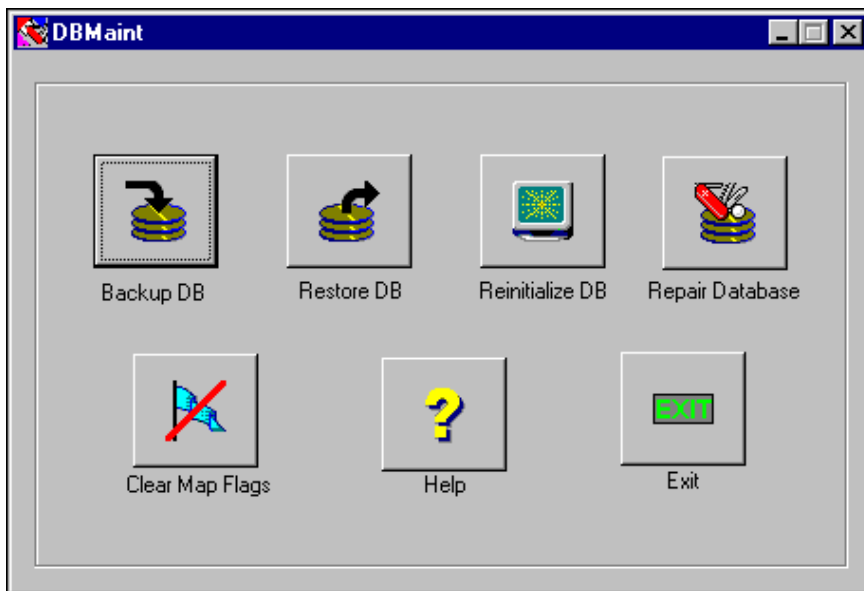 DBMaint
Backup DB
Restore DB
Reinitialize DB
Repair Database
Clear Map Flags
Help
EXIT
Exit